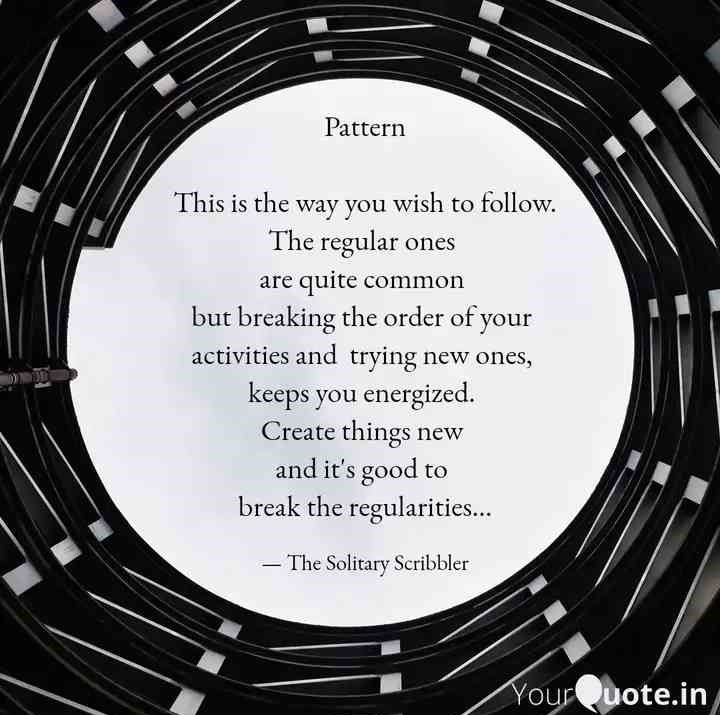 Pattern
This is the way you wish to follow.
The regular ones
are quite common
but breaking the order of your
activities and  trying new ones,
keeps you energized.
Create things new
and it's good to
break the regularities...
— The Solitary Scribbler
YourQuote.in